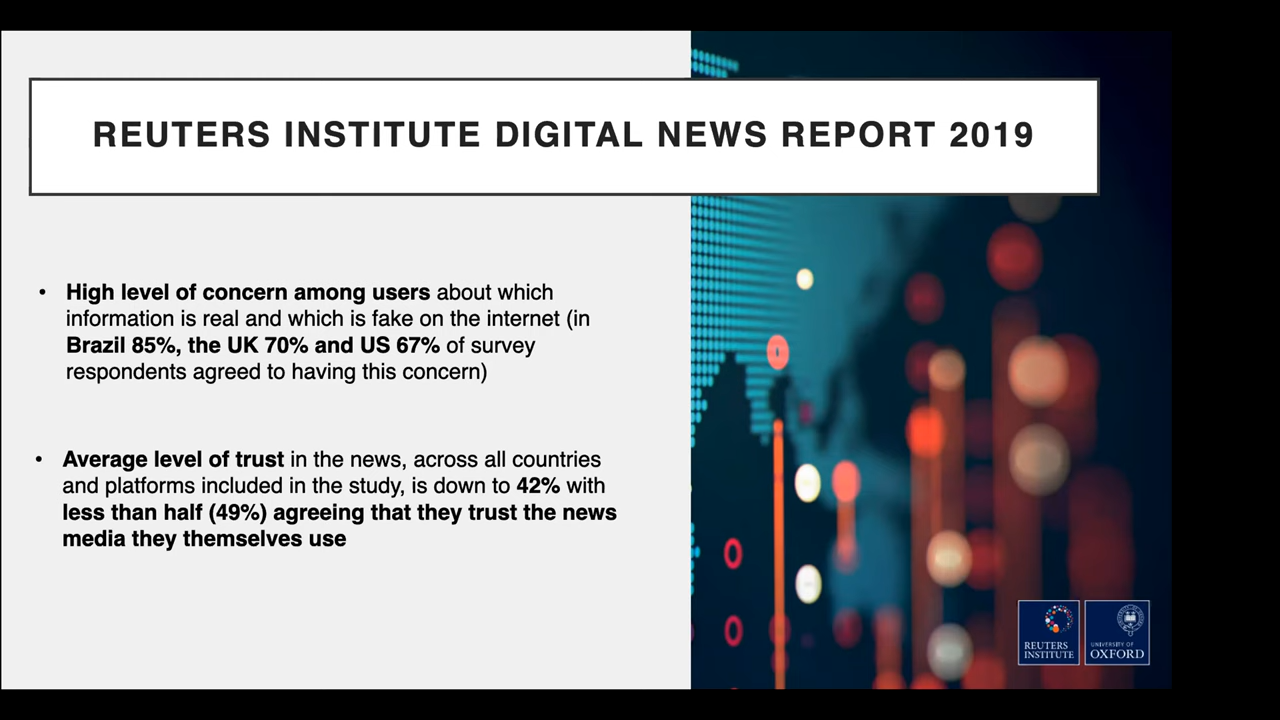 REUTERS INSTITUTE DIGITAL NEWS REPORT 2019
• High level of concern among users about which
information is real and which is fake on the internet (in
Brazil 85%, the UK 70% and US 67% of survey
respondents agreed to having this concern)
• Average level of trust in the news, across all countries
and platforms included in the study, is down to 42% with
less than half (49%) agreeing that they trust the news
media they themselves use
REUTERS
INSTITUTE
UNIVERSITY OF
OXFORD